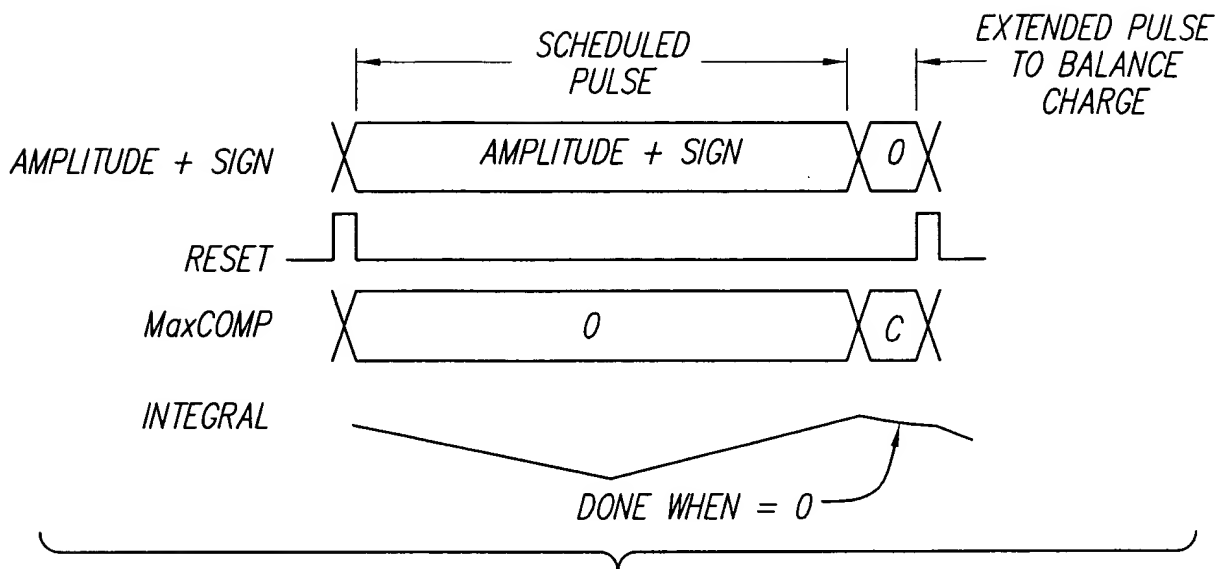 SCHEDULED
PULSE
EXTENDED PULSE
TO BALANCE
CHARGE
AMPLITUDE + SIGN
AMPLITUDE + SIGN
0
RESET
MaxCOMP
0
C
INTEGRAL
DONE WHEN = 0